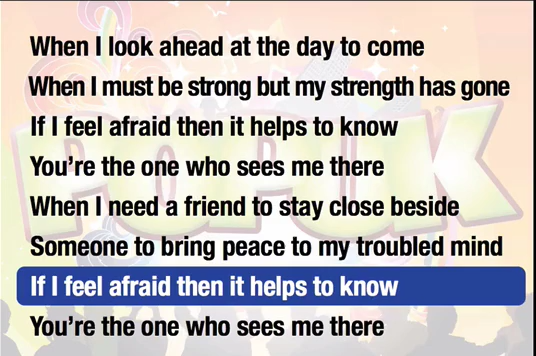 When I look ahead at the day to come
When I must be strong but my strength has gone
If I feel afraid then it helps to know
You're the one who sees me there
When I need a friend to stay close beside
Someone to bring peace to my troubled mind
If I feel afraid then it helps to know
You're the one who sees me there